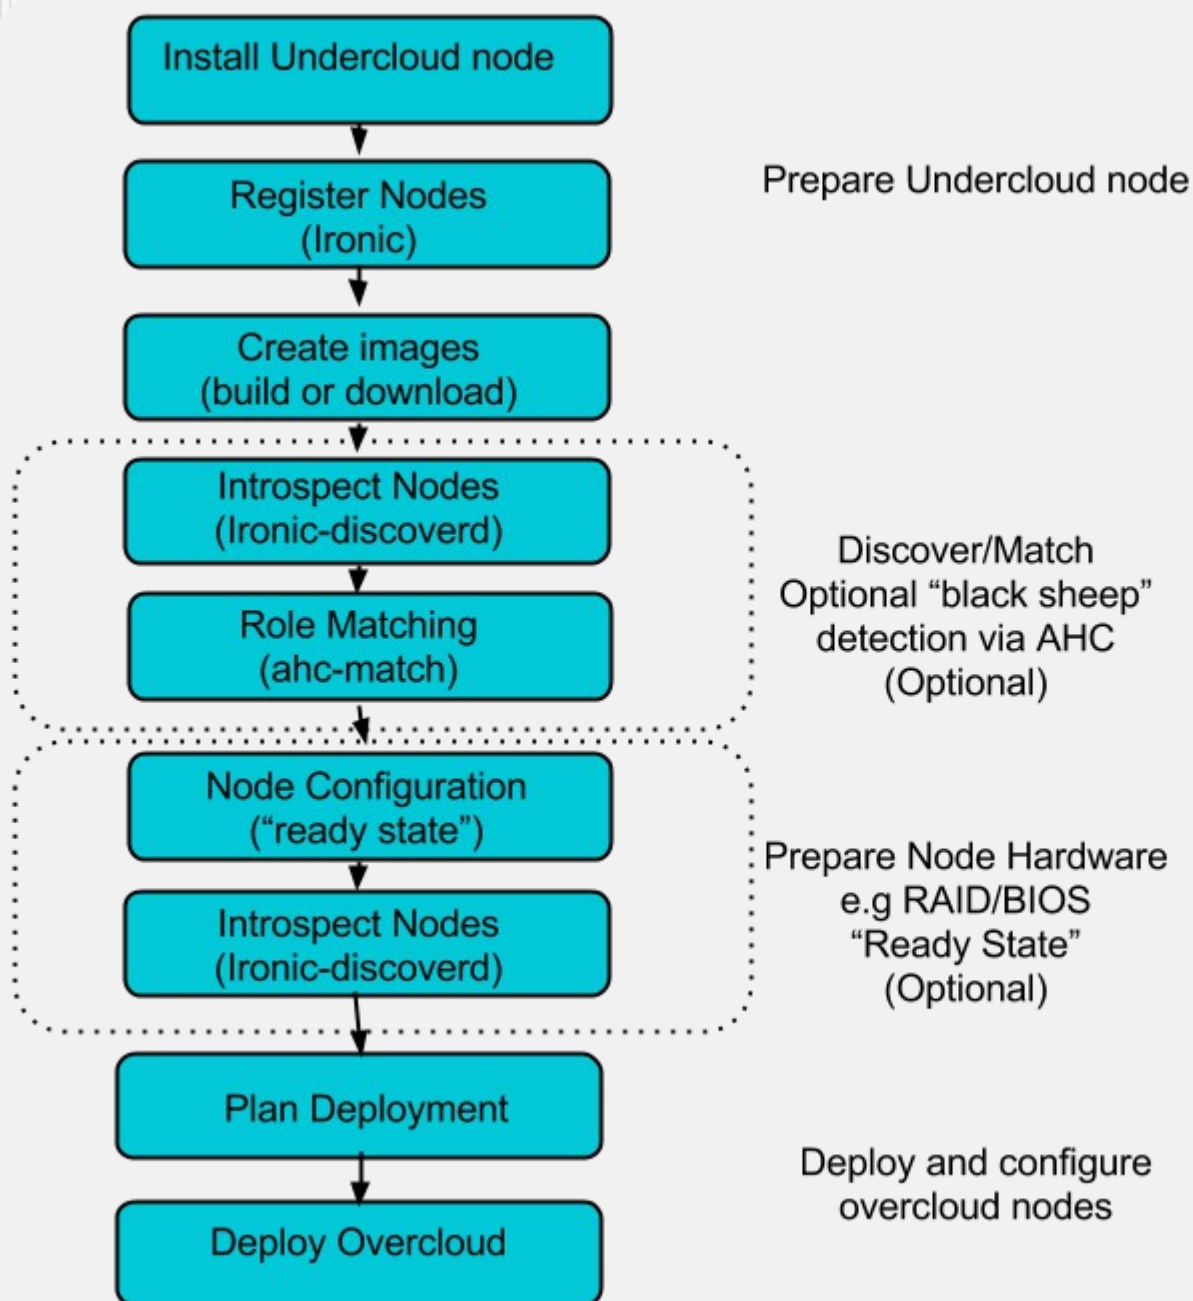 Install Undercloud node
Register Nodes
(Ironic)
Prepare Undercloud node
Create images
(build or download)
Introspect Nodes
(Ironic-discoverd)
Role Matching
(ahc-match)
Discover/Match
Optional “black sheep”
detection via AHC
(Optional)
Node Configuration
(“ready state”)
Introspect Nodes
(Ironic-discoverd)
Prepare Node Hardware
e.g RAID/BIOS
“Ready State”
(Optional)
Plan Deployment
Deploy Overcloud
Deploy and configure
overcloud nodes